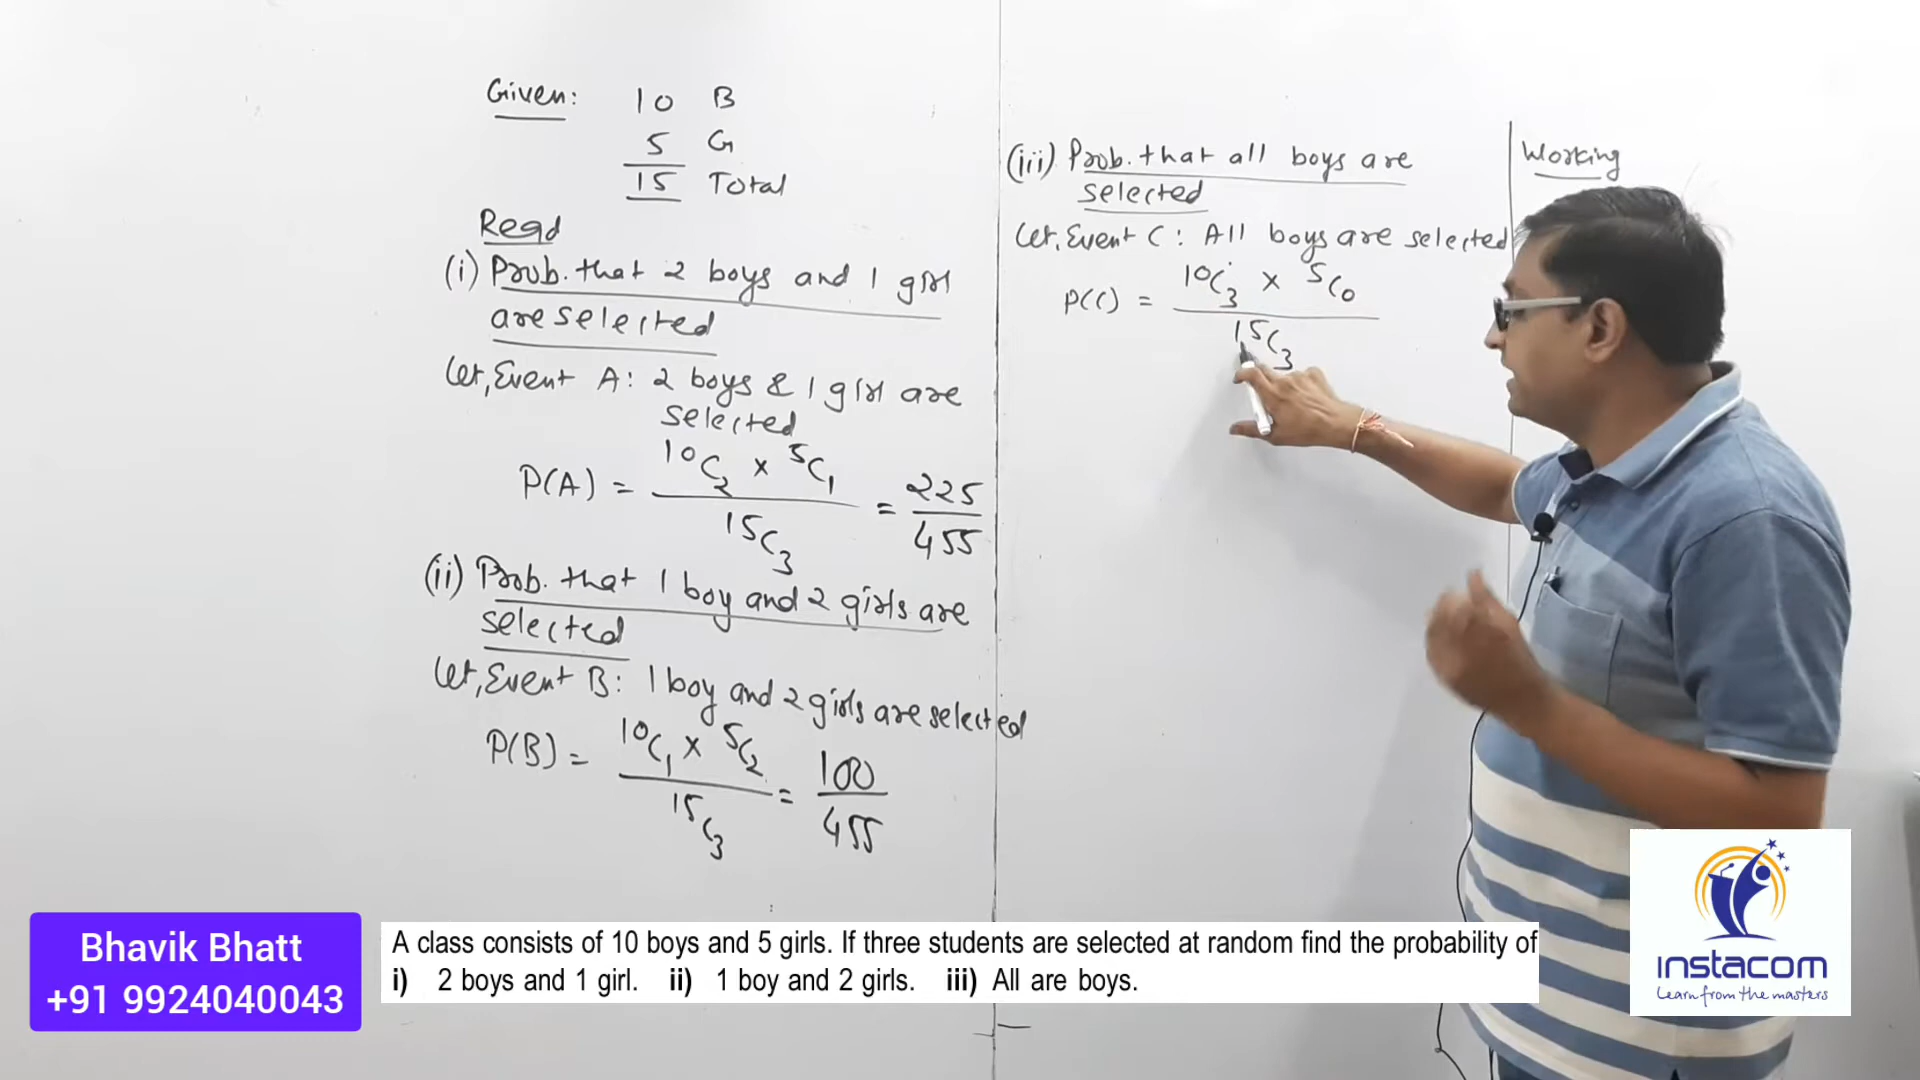 Given: 10 B
5 G
15 Total
Read
(i) Prob. that 2 boys and 1 girl
are selected
Let, Event A: 2 boys & 1 girl are
selected
P(A) = 10C2 x 5C1 / 15C3 = 225/455
(ii) Prob. that 1 boy and 2 girls are
selected
Let, Event B: 1 boy and 2 girls are selected
P(B) = 10C1 x 5C2 / 15C3 = 100/455
(iii) Prob. that all boys are
selected
Let, Event C: All boys are selected
P(C) = 10C3 x 5C0 / 15C3
Working
Bhavik Bhatt
+91 9924040043
A class consists of 10 boys and 5 girls. If three students are selected at random find the probability of
i) 2 boys and 1 girl. ii) 1 boy and 2 girls. iii) All are boys.
instacom
Learn from the masters